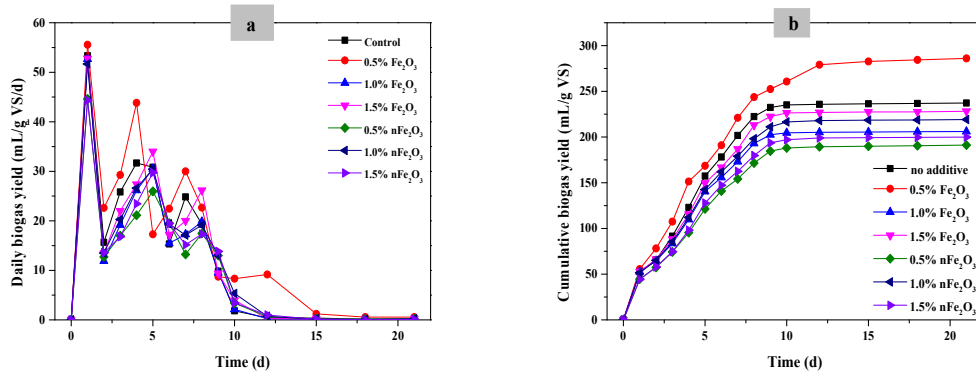 a
Daily biogas yield (mL/g VS/d)
60
50
40
30
20
10
0
Control
0.5% Fe₂O₃
1.0% Fe₂O₃
1.5% Fe₂O₃
0.5% nFe₂O₃
1.0% nFe₂O₃
1.5% nFe₂O₃
0 5 10 15 20
Time (d)
b
Cumulative biogas yield (mL/g VS)
300
250
200
150
100
50
0
no additive
0.5% Fe₂O₃
1.0% Fe₂O₃
1.5% Fe₂O₃
0.5% nFe₂O₃
1.0% nFe₂O₃
1.5% nFe₂O₃
0 5 10 15 20
Time (d)